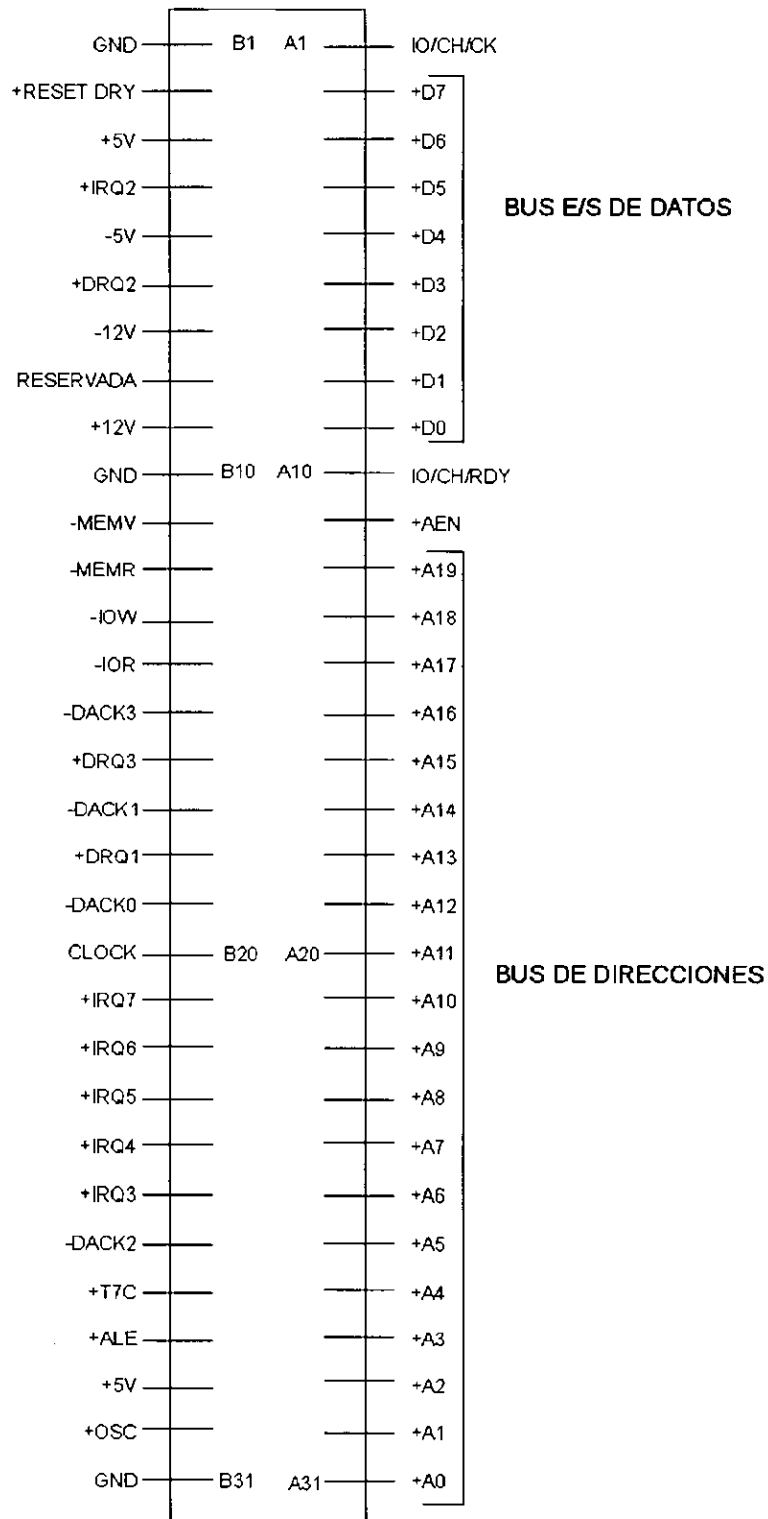 GND B1 A1 IO/CH/CK
+RESET DRY +D7
+5V +D6
+IRQ2 +D5
BUS E/S DE DATOS
-5V +D4
+DRQ2 +D3
-12V +D2
RESERVADA +D1
+12V +D0
GND B10 A10 IO/CH/RDY
-MEMV +AEN
-MEMR +A19
-IOW +A18
-IOR +A17
-DACK3 +A16
+DRQ3 +A15
-DACK1 +A14
+DRQ1 +A13
-DACK0 +A12
CLOCK B20 A20 +A11
BUS DE DIRECCIONES
+IRQ7 +A10
+IRQ6 +A9
+IRQ5 +A8
+IRQ4 +A7
+IRQ3 +A6
-DACK2 +A5
+T7C +A4
+ALE +A3
+5V +A2
+OSC +A1
GND B31 A31 +A0